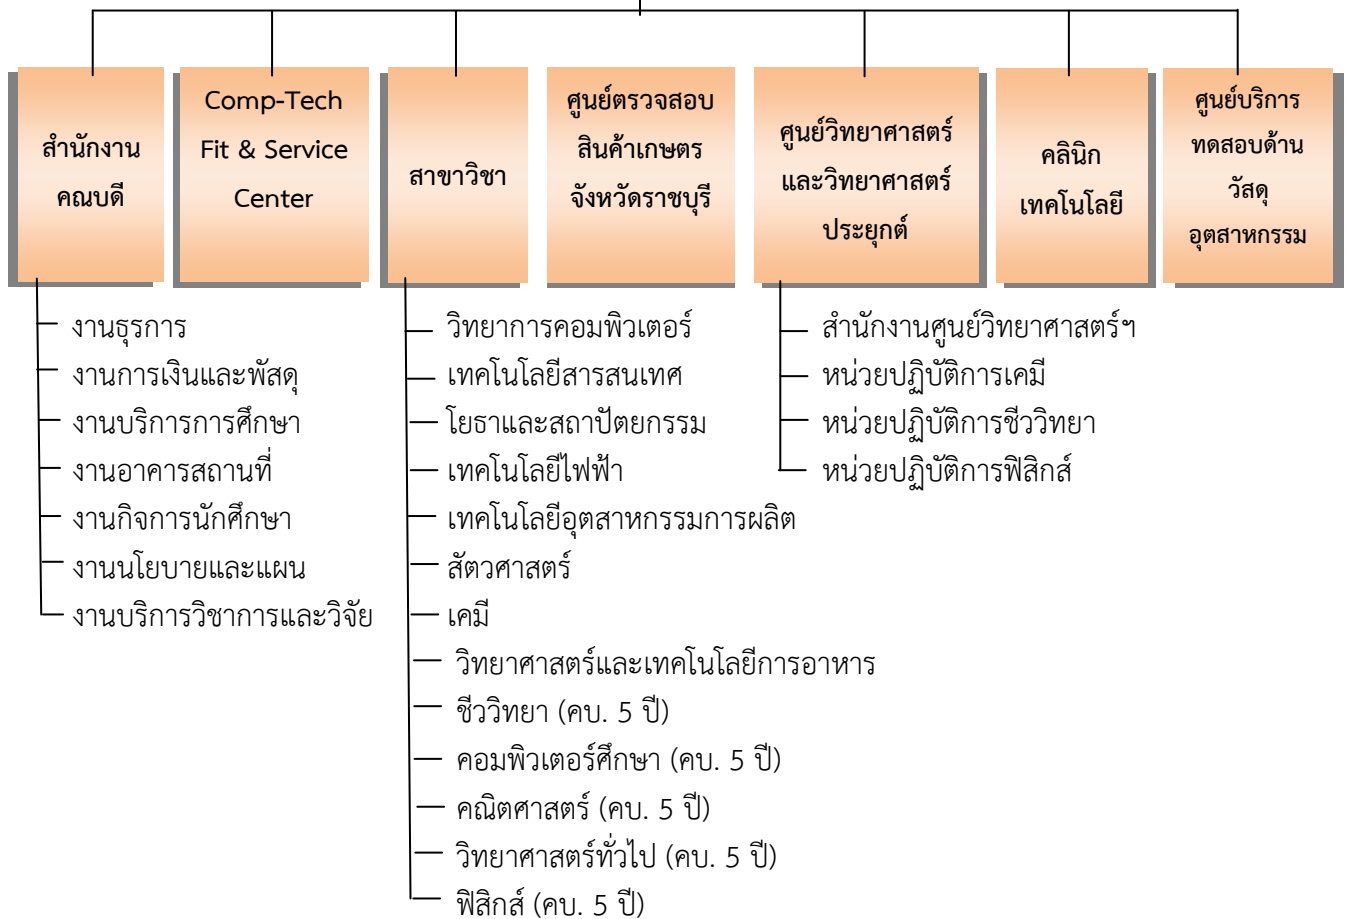 สำนักงาน
คณบดี
Comp-Tech
Fit & Service
Center
สาขาวิชา
ศูนย์ตรวจสอบ
สินค้าเกษตร
จังหวัดราชบุรี
ศูนย์วิทยาศาสตร์
และวิทยาศาสตร์
ประยุกต์
คลินิก
เทคโนโลยี
ศูนย์บริการ
ทดสอบด้าน
วัสดุ
อุตสาหกรรม
งานธุรการ
งานการเงินและพัสดุ
งานบริการการศึกษา
งานอาคารสถานที่
งานกิจการนักศึกษา
งานนโยบายและแผน
งานบริการวิชาการและวิจัย
วิทยาการคอมพิวเตอร์
เทคโนโลยีสารสนเทศ
โยธาและสถาปัตยกรรม
เทคโนโลยีไฟฟ้า
เทคโนโลยีอุตสาหกรรมการผลิต
สัตวศาสตร์
เคมี
วิทยาศาสตร์และเทคโนโลยีการอาหาร
ชีววิทยา (คบ. 5 ปี)
คอมพิวเตอร์ศึกษา (คบ. 5 ปี)
คณิตศาสตร์ (คบ. 5 ปี)
วิทยาศาสตร์ทั่วไป (คบ. 5 ปี)
ฟิสิกส์ (คบ. 5 ปี)
สำนักงานศูนย์วิทยาศาสตร์ฯ
หน่วยปฏิบัติการเคมี
หน่วยปฏิบัติการชีววิทยา
หน่วยปฏิบัติการฟิสิกส์